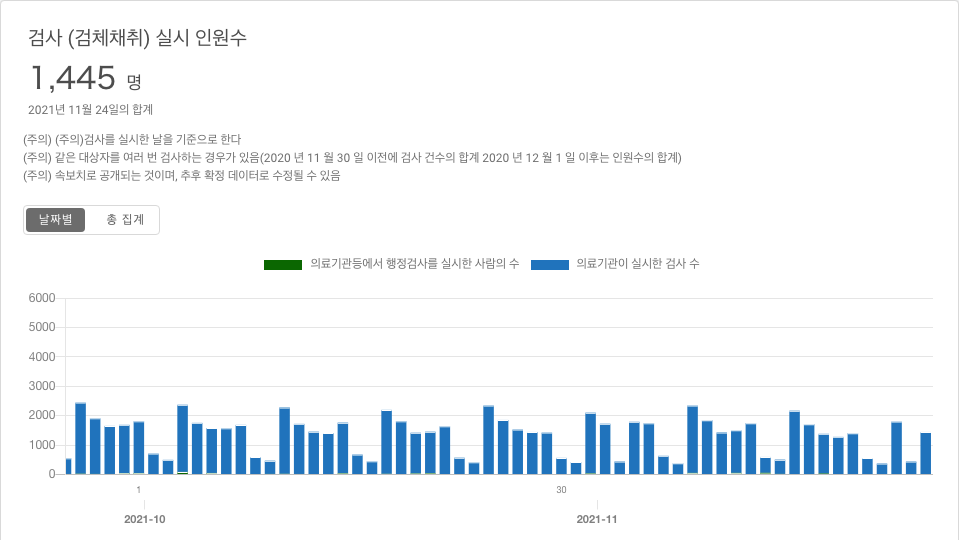 검사 (검체채취) 실시 인원수
1,445 명
2021년 11월 24일의 합계
(주의) (주의)검사를 실시한 날을 기준으로 한다
(주의) 같은 대상자를 여러 번 검사하는 경우가 있음(2020 년 11 월 30 일 이전에 검사 건수의 합계 2020 년 12 월 1 일 이후는 인원수의 합계)
(주의) 속보치로 공개되는 것이며, 추후 확정 데이터로 수정될 수 있음
날짜별 총 집계
의료기관등에서 행정검사를 실시한 사람의 수 의료기관이 실시한 검사 수
6000
5000
4000
3000
2000
1000
0
1 30
2021-10 2021-11